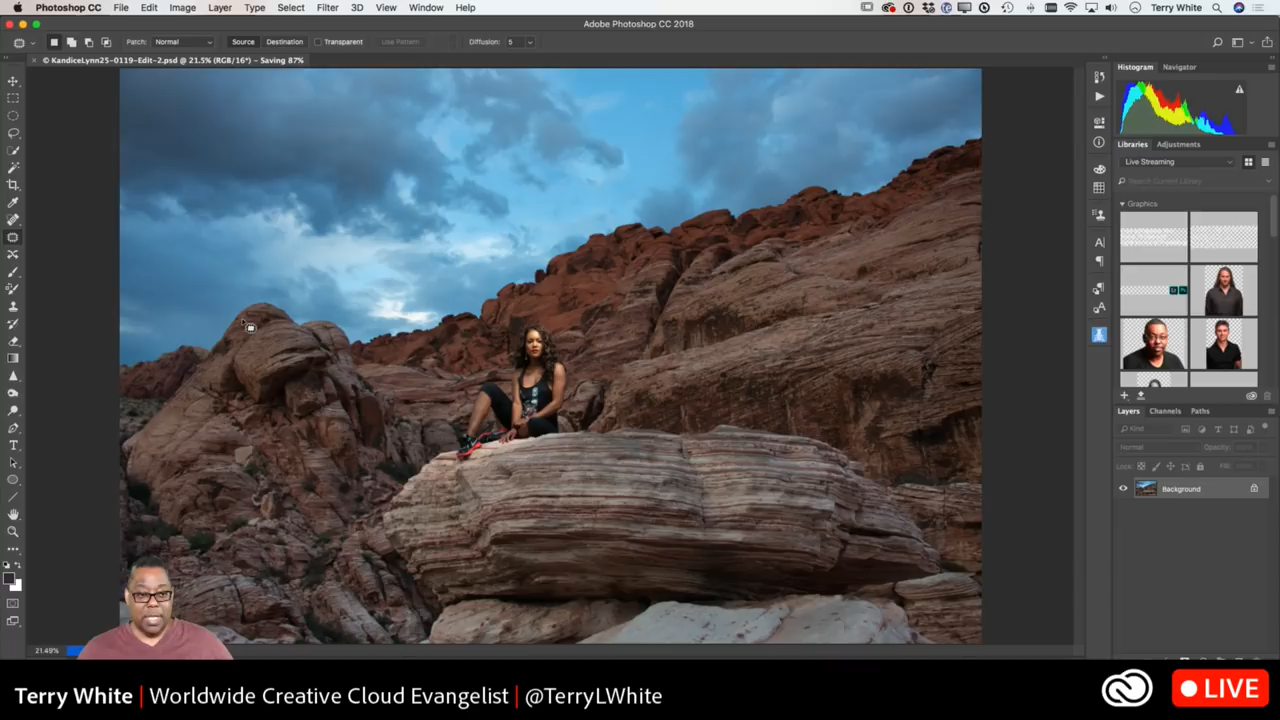 Photoshop CC File Edit Image Layer Type Select Filter 3D View Window Help Terry White
Adobe Photoshop CC 2018
Patch: Normal Source Destination Transparent Use Pattern Diffusion: 5
© KandiceLynn25-0119-Edit-2.psd @ 21.5% (RGB/16*) - Saving 87%
Histogram Navigator
Libraries Adjustments
Live Streaming
Search Current Library
Graphics
Layers Channels Paths
Kind
Normal Opacity:
Lock: Fill:
Background
21.49%
Terry White | Worldwide Creative Cloud Evangelist | @TerryLWhite
LIVE